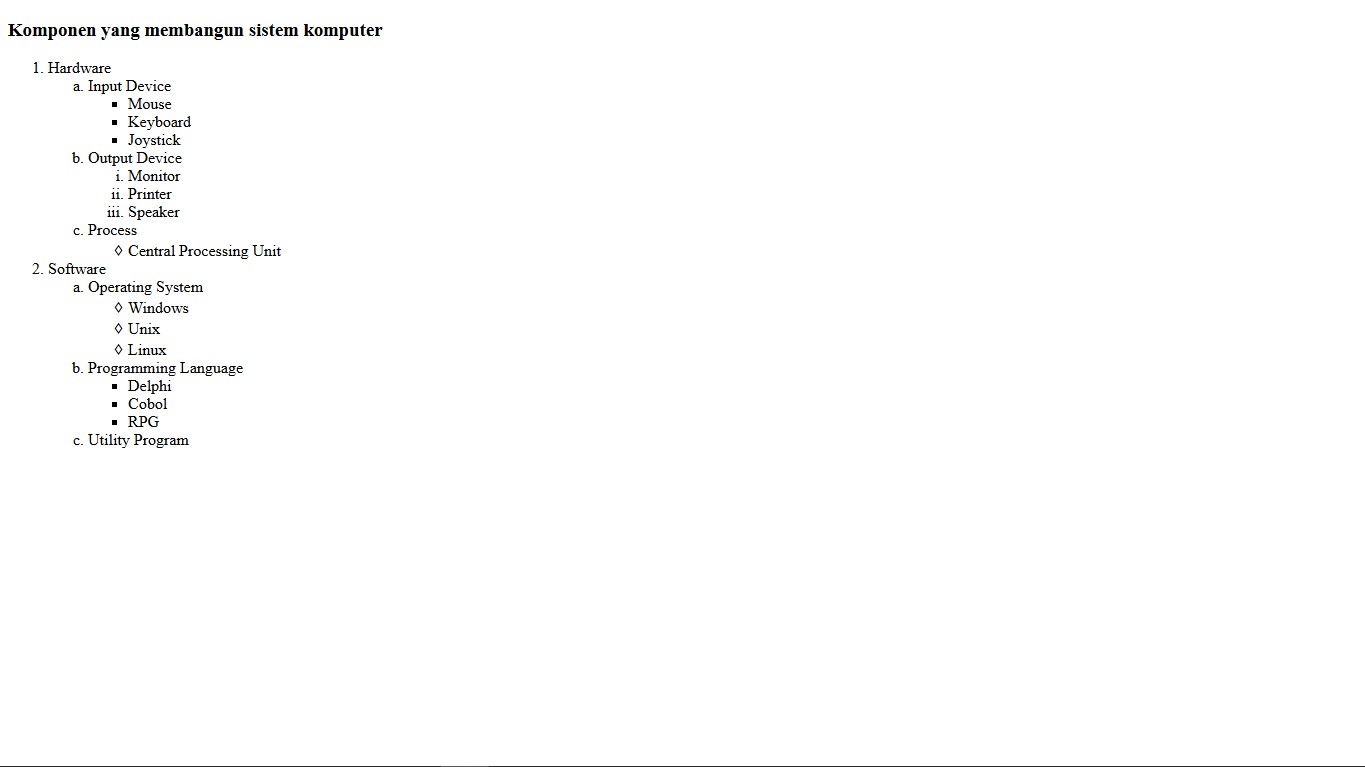 Komponen yang membangun sistem komputer
1. Hardware
a. Input Device
▪ Mouse
▪ Keyboard
▪ Joystick
b. Output Device
i. Monitor
ii. Printer
iii. Speaker
c. Process
◊ Central Processing Unit
2. Software
a. Operating System
◊ Windows
◊ Unix
◊ Linux
b. Programming Language
▪ Delphi
▪ Cobol
▪ RPG
c. Utility Program